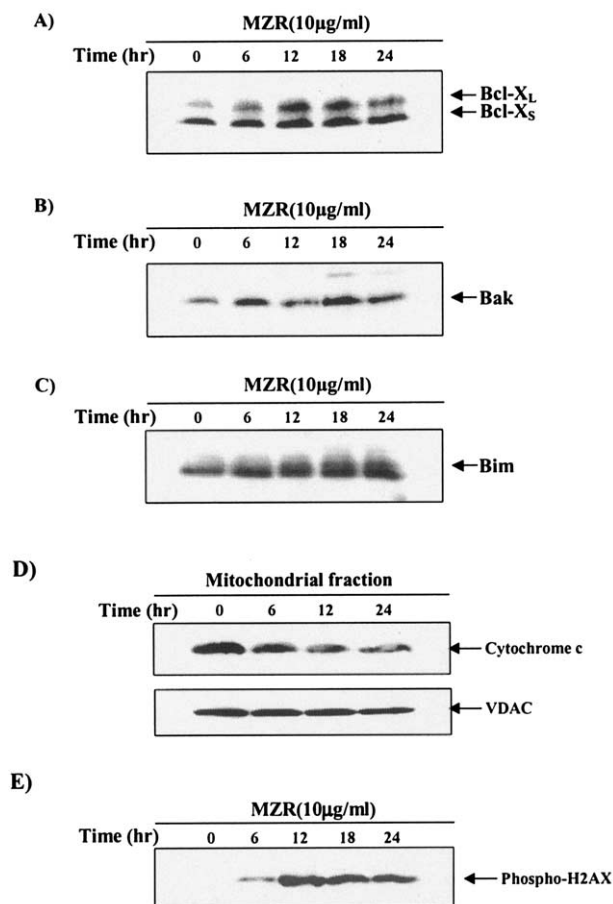 A)
MZR(10μg/ml)
Time (hr) 0 6 12 18 24
Bcl-XL
Bcl-XS
B)
MZR(10μg/ml)
Time (hr) 0 6 12 18 24
Bak
C)
MZR(10μg/ml)
Time (hr) 0 6 12 18 24
Bim
D)
Mitochondrial fraction
Time (hr) 0 6 12 24
Cytochrome c
VDAC
E)
MZR(10μg/ml)
Time (hr) 0 6 12 18 24
Phospho-H2AX